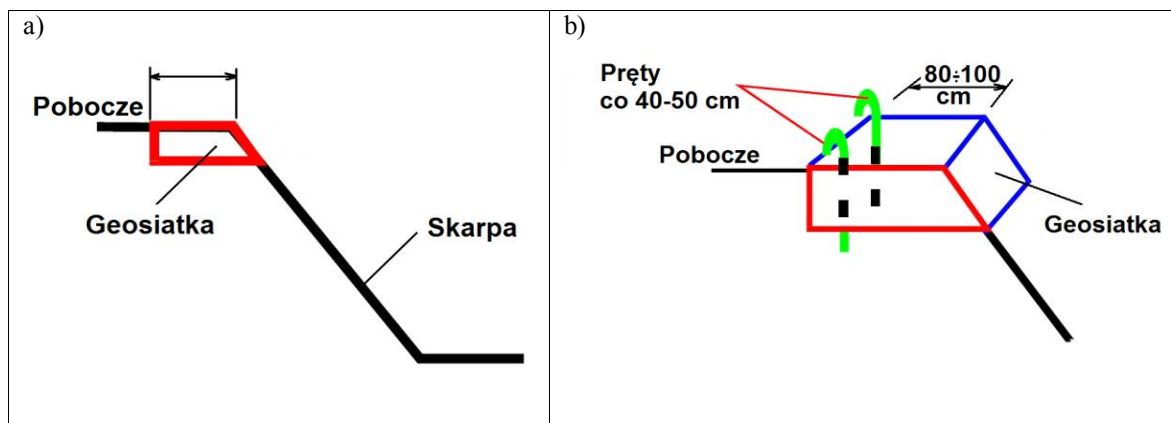 a)
Pobocze
Geosiatka
Skarpa
b)
Pręty
co 40-50 cm
80÷100
cm
Pobocze
Geosiatka